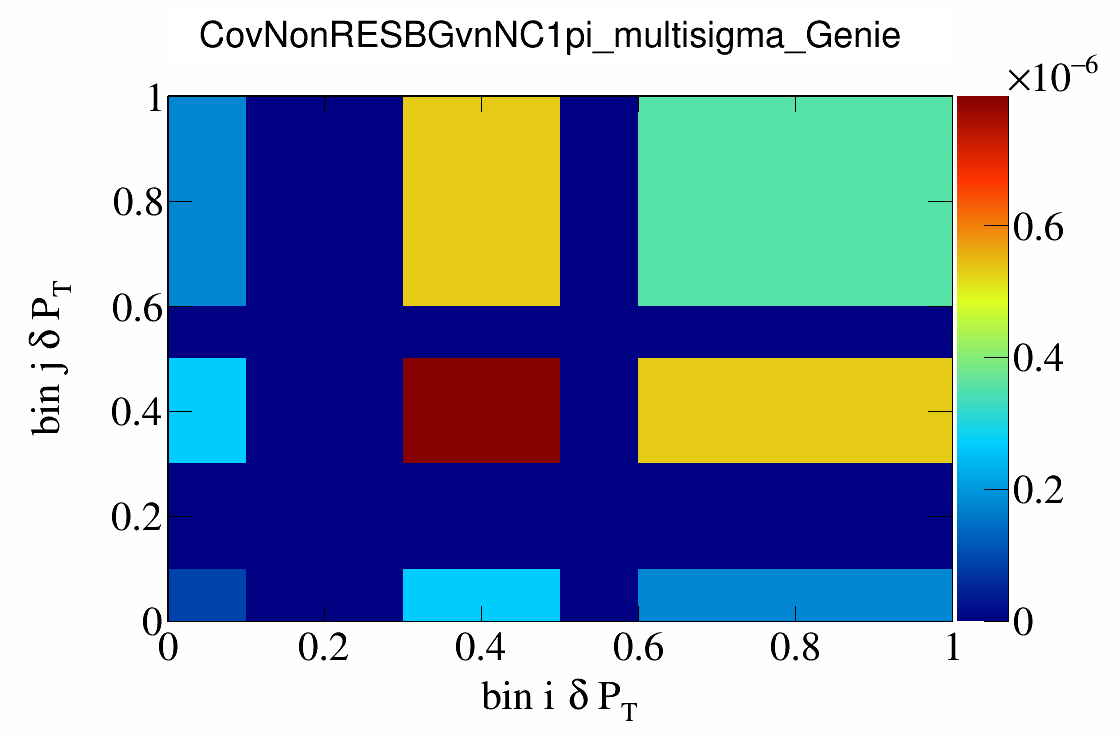 CovNonRESBGvnNC1pi_multisigma_Genie
×10⁻⁶
1
0.8
0.6
0.4
0.2
0
bin j δ P_T
0 0.2 0.4 0.6 0.8 1
bin i δ P_T
0.6
0.4
0.2
0